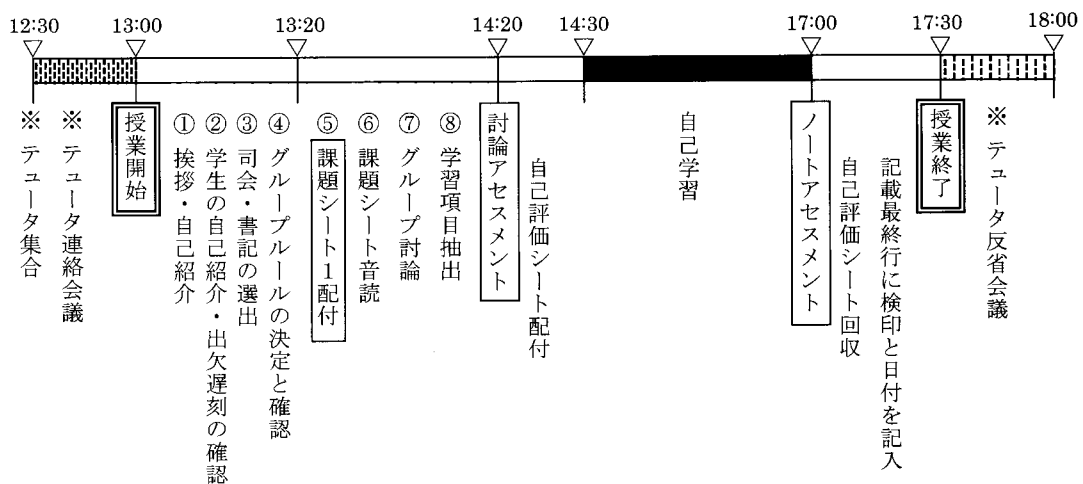 12:30
13:00
13:20
14:20
14:30
17:00
17:30
18:00
※ テュータ集合
※ テュータ連絡会議
授業開始
① 挨拶・自己紹介
② 学生の自己紹介・出欠遅刻の確認
③ 司会・書記の選出
④ グループルールの決定と確認
⑤ 課題シート1配付
⑥ 課題シート音読
⑦ グループ討論
⑧ 学習項目抽出
討論アセスメント
自己評価シート配付
自己学習
ノートアセスメント
自己評価シート回収
記載最終行に検印と日付を記入
授業終了
※ テュータ反省会議